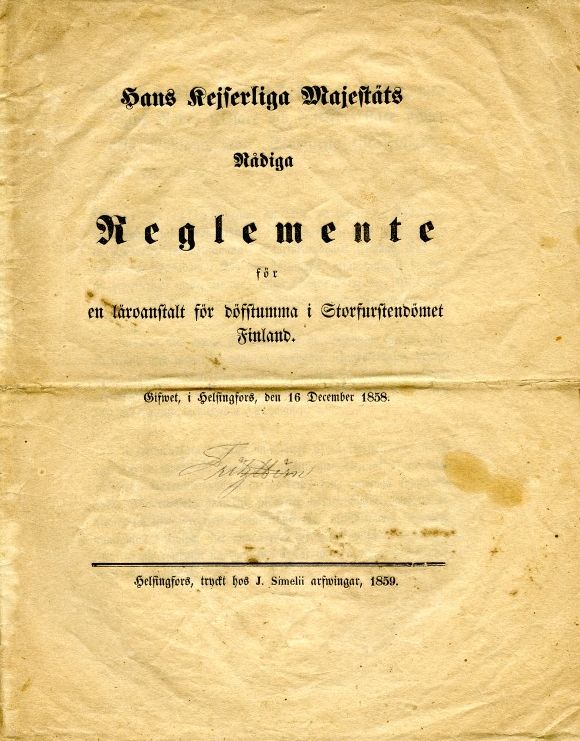 Hans Kejserliga Majestäts
Nådiga
Reglemente
för
en läroanstalt för döfstumma i Storfurstendömet
Finland.
Gifwet, i Helsingfors, den 16 December 1858.
Helsingfors, tryckt hos J. Simelii arfwingar, 1859.